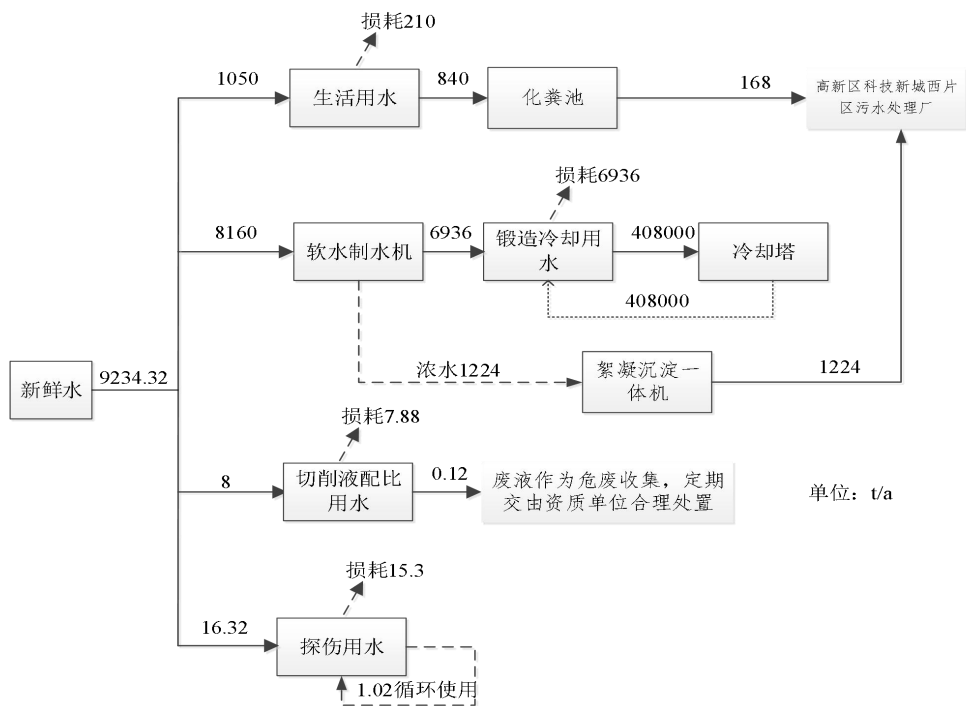 损耗210
1050
生活用水
840
化粪池
168
高新区科技新城西片
区污水处理厂
损耗6936
8160
软水制水机
6936
锻造冷却用
水
408000
冷却塔
408000
新鲜水
9234.32
浓水1224
絮凝沉淀一
体机
1224
损耗7.88
8
切削液配比
用水
0.12
废液作为危废收集，定期
交由资质单位合理处置
单位：t/a
损耗15.3
16.32
探伤用水
1.02循环使用